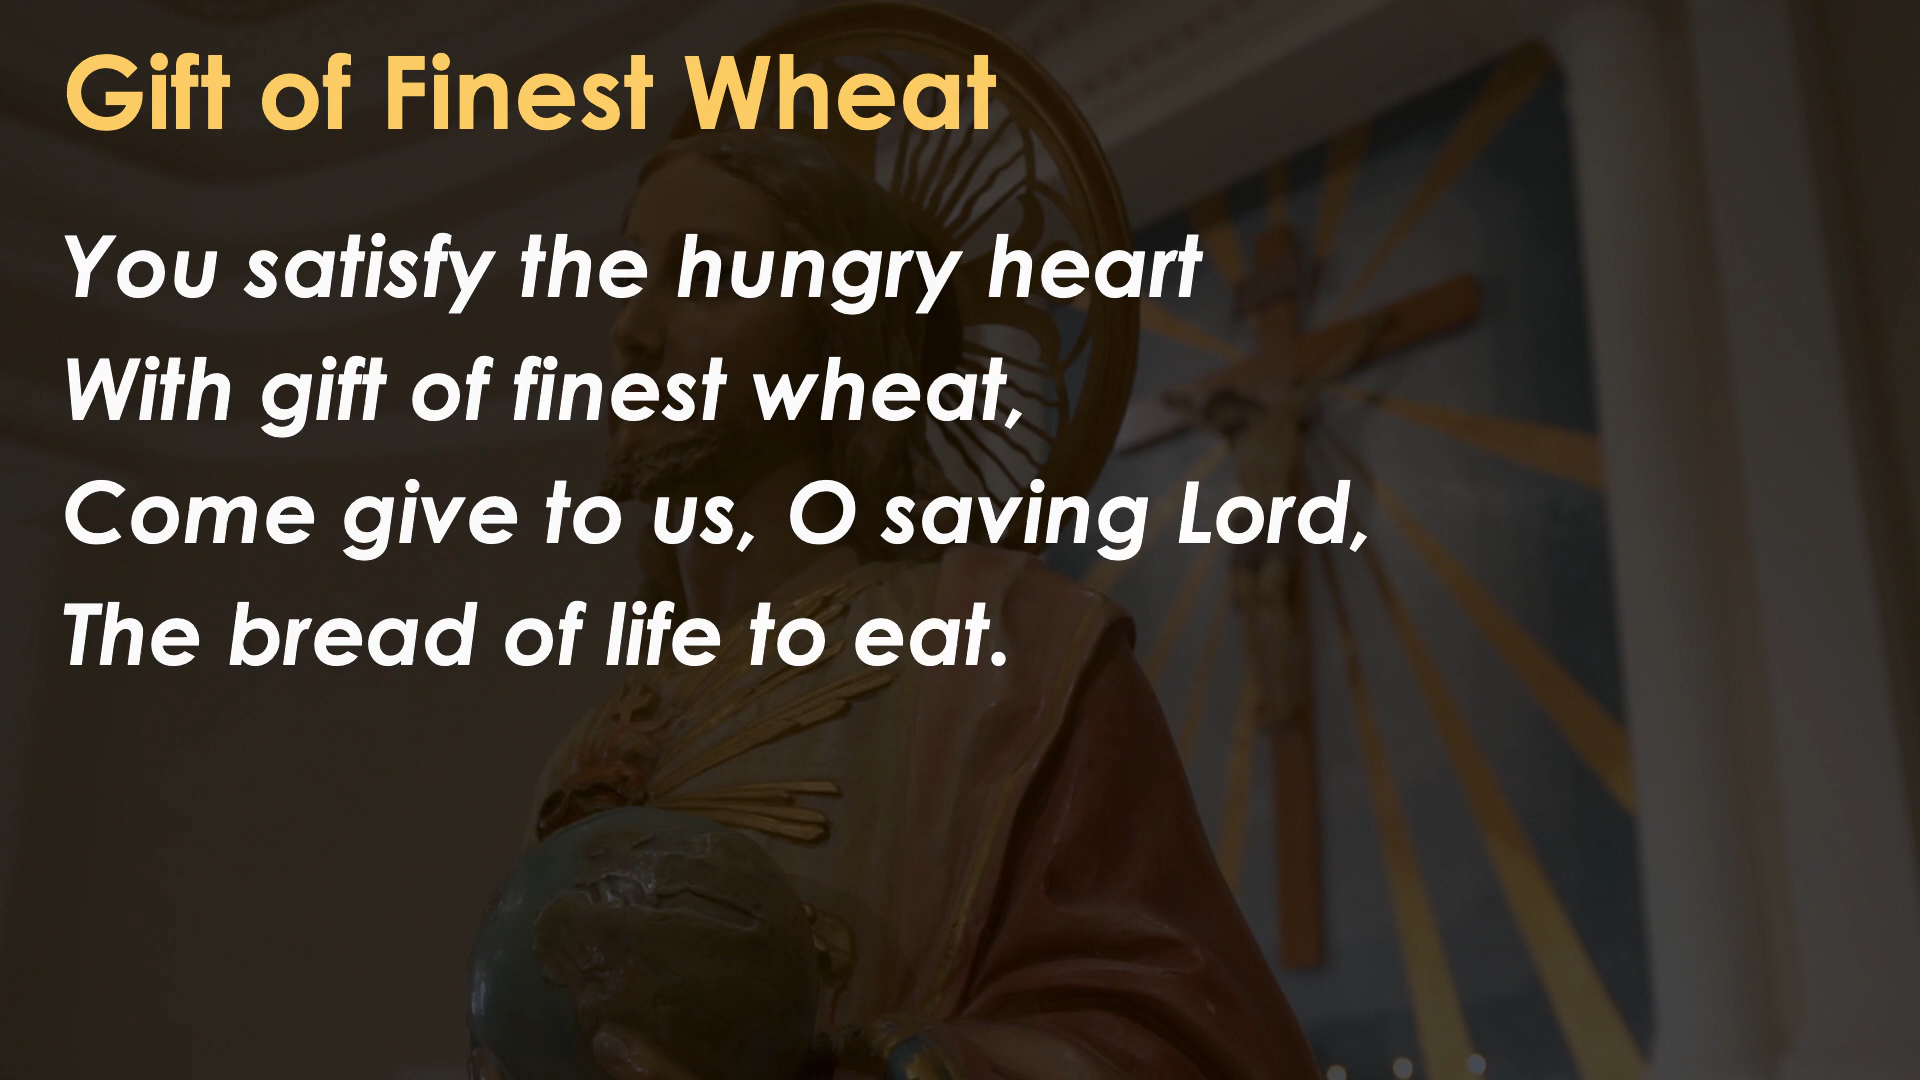 Gift of Finest Wheat
You satisfy the hungry heart
With gift of finest wheat,
Come give to us, O saving Lord,
The bread of life to eat.